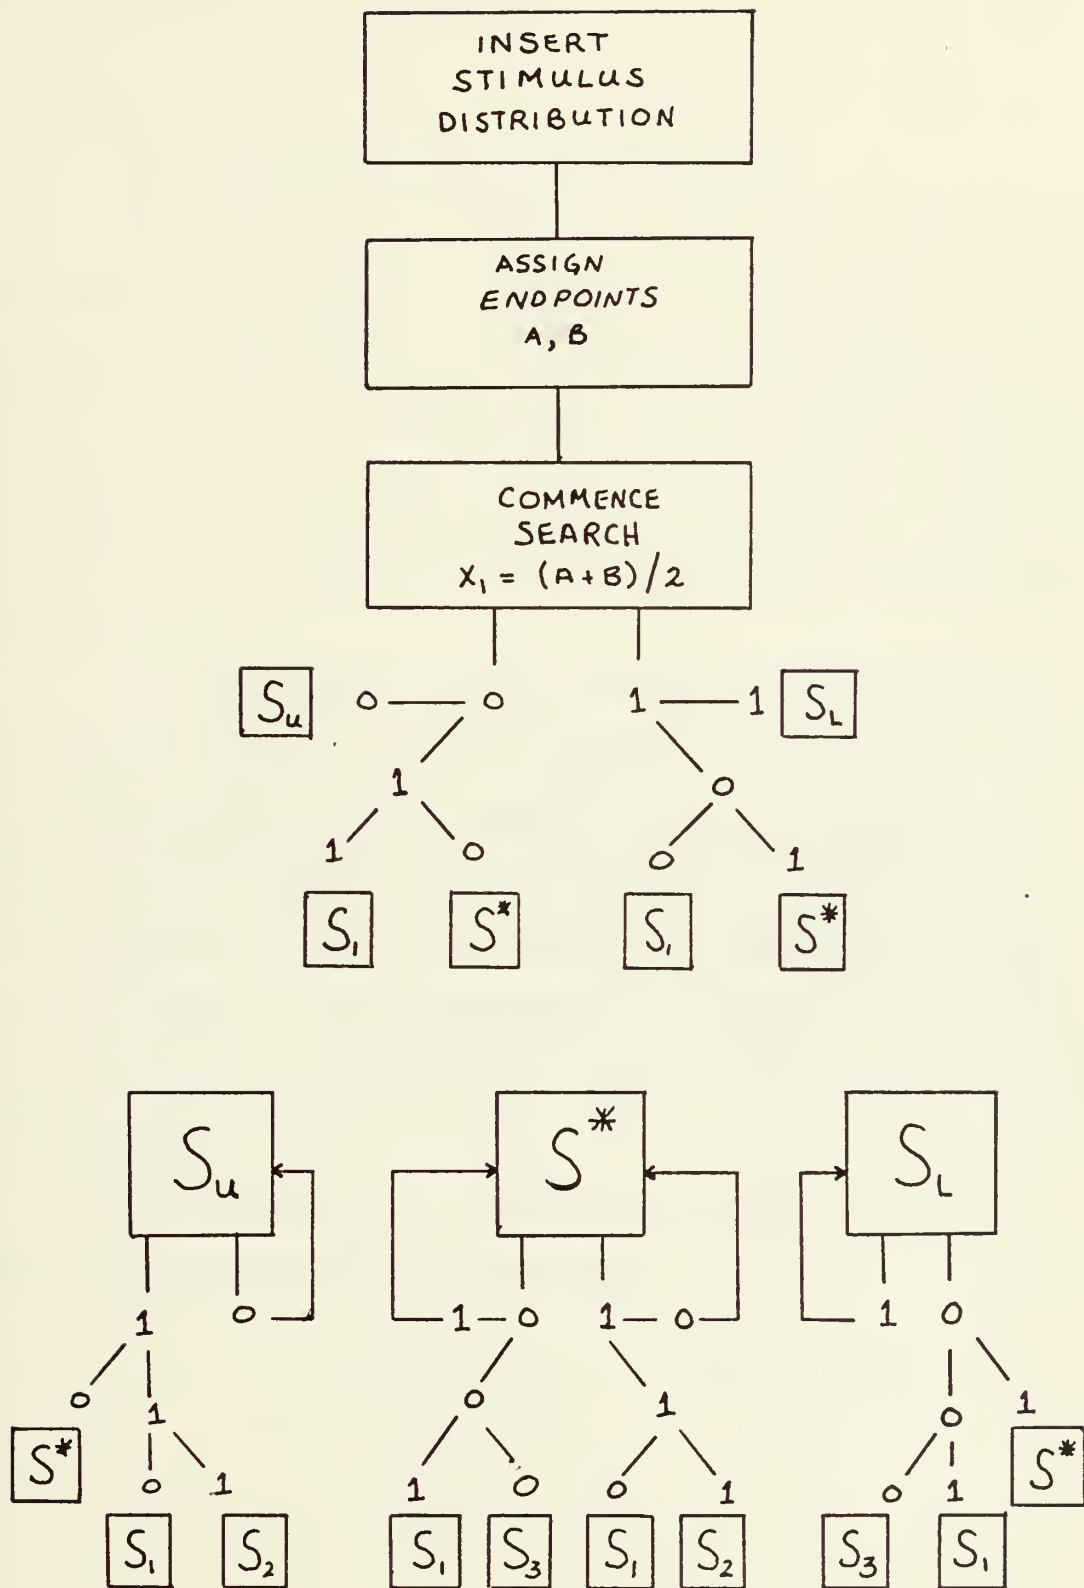 INSERT
STIMULUS
DISTRIBUTION
ASSIGN
ENDPOINTS
A, B
COMMENCE
SEARCH
X₁ = (A+B)/2
Sᵤ 0 0 1 1 S_L
1 0
1 0 0 1
S₁ S* S₁ S*
Sᵤ S* S_L
1 0 1 0 1 0 1 0
0 1 0 1 0 1
S* 0 1 1 0 0 1 0 1 S*
S₁ S₂ S₁ S₃ S₁ S₂ S₃ S₁